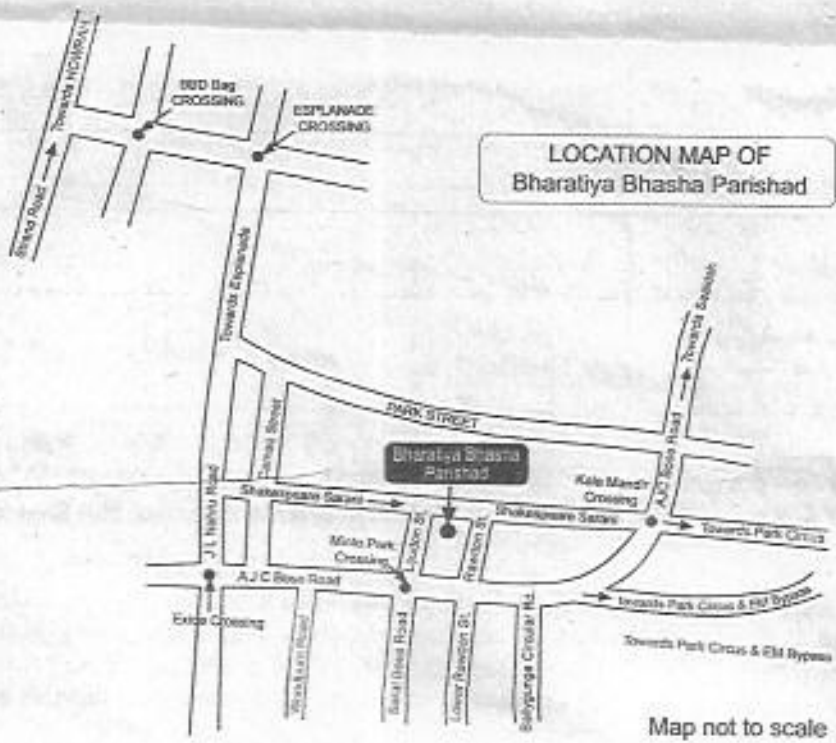 Towards HOWRAH
Strand Road
BBD Bag
CROSSING
ESPLANADE
CROSSING
LOCATION MAP OF
Bharatiya Bhasha Parishad
Towards Esplanade
Towards Sealdah
PARK STREET
Camac Street
Bharatiya Bhasha
Parishad
Kala Mandir
Crossing
AJC Bose Road
J L Nehru Road
Shakespeare Sarani
Shakespeare Sarani
Towards Park Circus
Minto Park
Crossing
Loudon St.
Rawdon St.
A J C Bose Road
Exide Crossing
Woodburn Road
Sarat Bose Road
Lower Rawdon St.
Ballygunge Circular Rd.
towards Park Circus & EM Bypass
Towards Park Circus & EM Bypass
Map not to scale